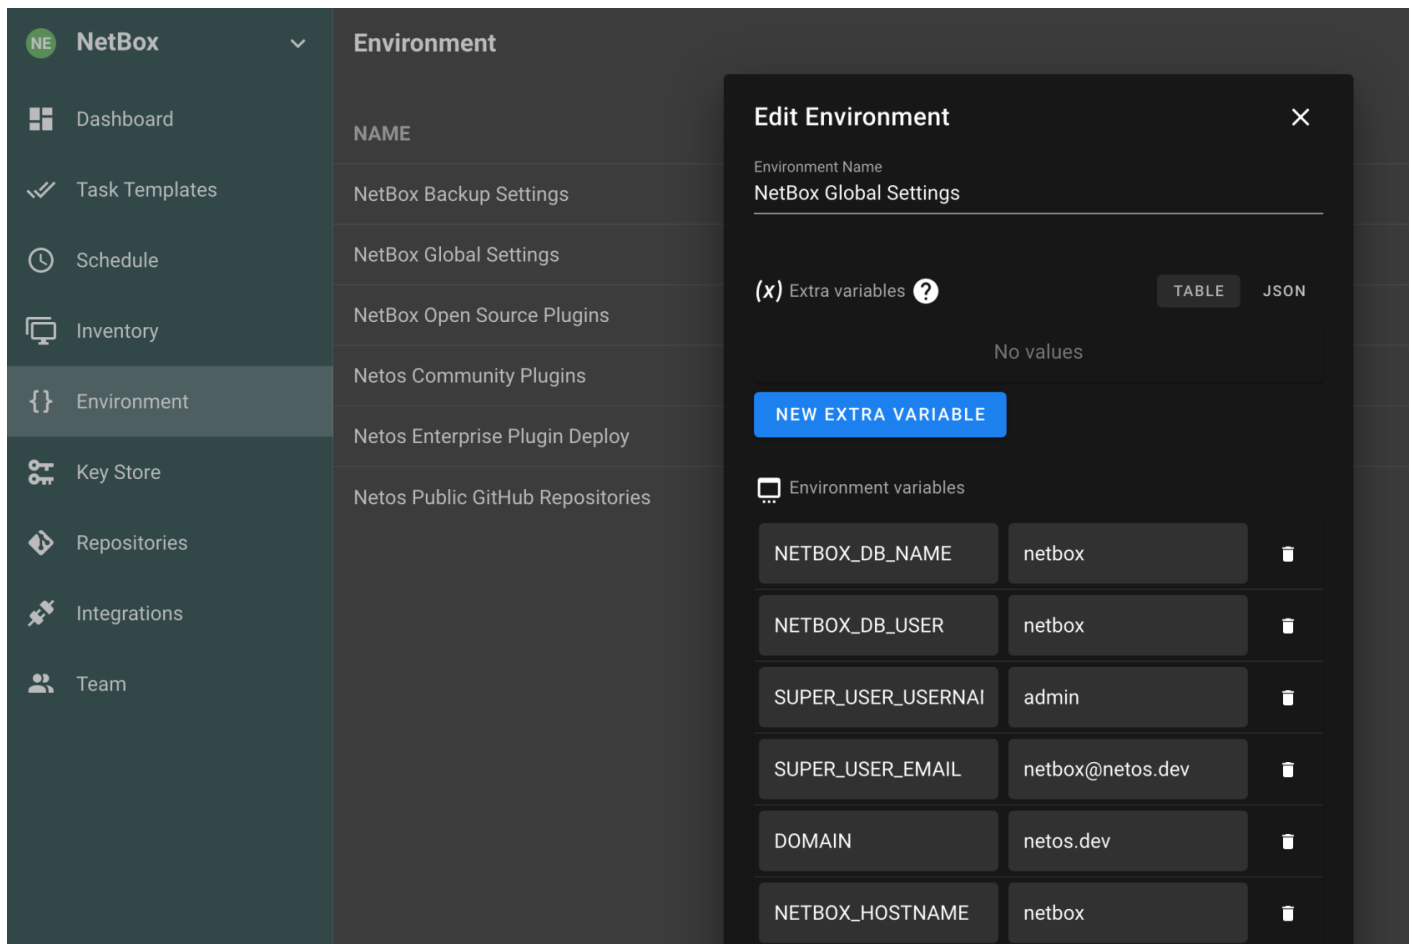 NE NetBox
Dashboard
Task Templates
Schedule
Inventory
Environment
Key Store
Repositories
Integrations
Team
Environment
NAME
NetBox Backup Settings
NetBox Global Settings
NetBox Open Source Plugins
Netos Community Plugins
Netos Enterprise Plugin Deploy
Netos Public GitHub Repositories
Edit Environment
Environment Name
NetBox Global Settings
(x) Extra variables ? TABLE JSON
No values
NEW EXTRA VARIABLE
Environment variables
NETBOX_DB_NAME netbox
NETBOX_DB_USER netbox
SUPER_USER_USERNA admin
SUPER_USER_EMAIL netbox@netos.dev
DOMAIN netos.dev
NETBOX_HOSTNAME netbox